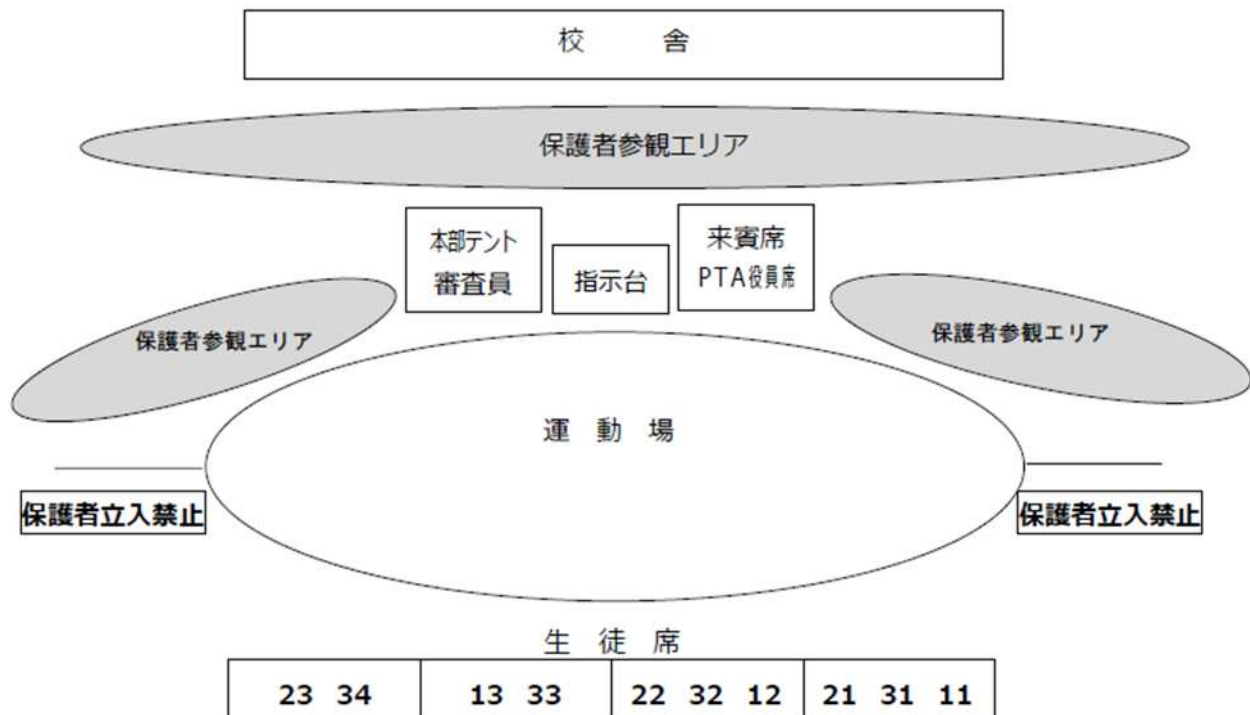 校　　舎
保護者参観エリア
本部テント
審査員
指示台
来賓席
PTA役員席
保護者参観エリア
保護者参観エリア
運　動　場
保護者立入禁止
保護者立入禁止
生　徒　席
23 34
13 33
22 32 12
21 31 11